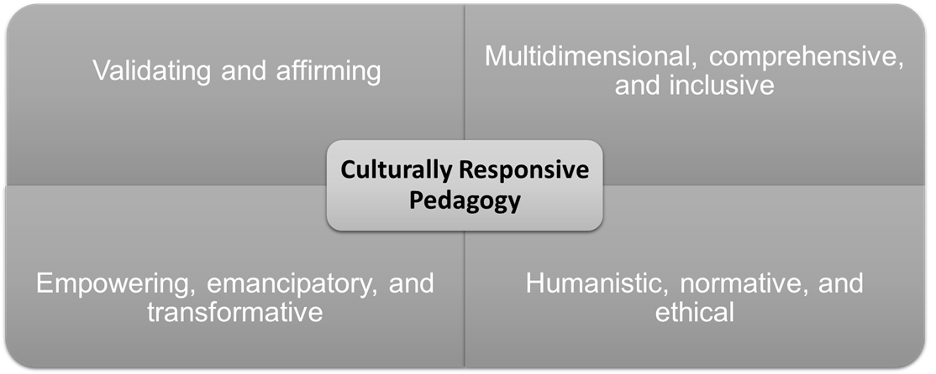 Validating and affirming
Multidimensional, comprehensive,
and inclusive
Culturally Responsive
Pedagogy
Empowering, emancipatory, and
transformative
Humanistic, normative, and
ethical